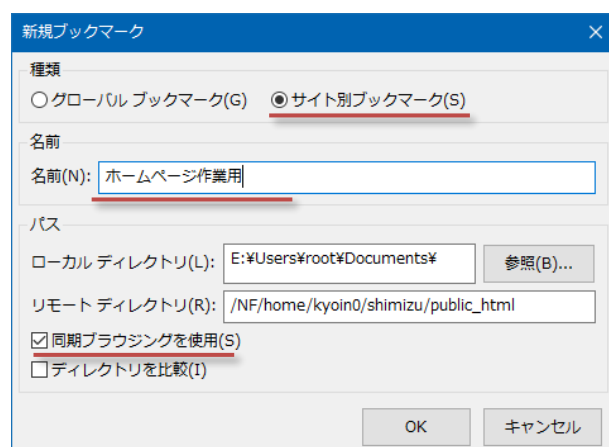 新規ブックマーク
種類
グローバル ブックマーク(G) サイト別ブックマーク(S)
名前
名前(N): ホームページ作業用
パス
ローカル ディレクトリ(L): E:¥Users¥root¥Documents¥ 参照(B)...
リモート ディレクトリ(R): /NF/home/kyoin0/shimizu/public_html
同期ブラウジングを使用(S)
ディレクトリを比較(I)
OK キャンセル